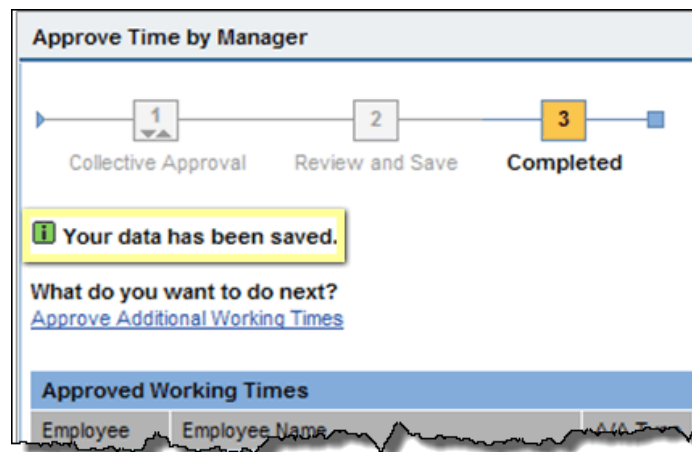 Approve Time by Manager
1 2 3
Collective Approval Review and Save Completed
Your data has been saved.
What do you want to do next?
Approve Additional Working Times
Approved Working Times
Employee Employee Name